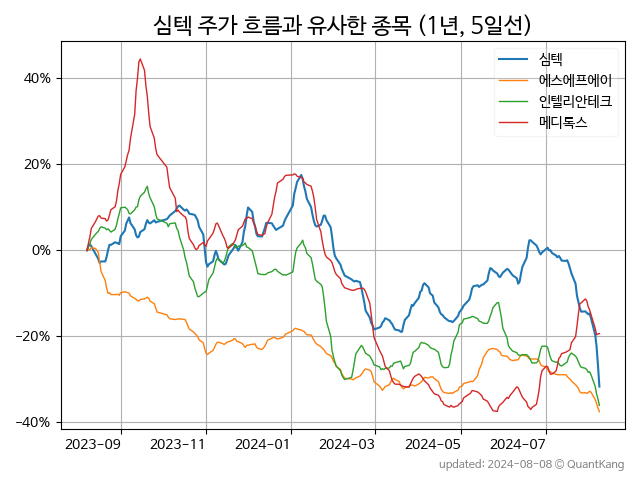 심텍 주가 흐름과 유사한 종목 (1년, 5일선)
심텍
에스에프에이
인텔리안테크
메디톡스
40%
20%
0%
−20%
−40%
2023-09 2023-11 2024-01 2024-03 2024-05 2024-07
updated: 2024-08-08 © QuantKang